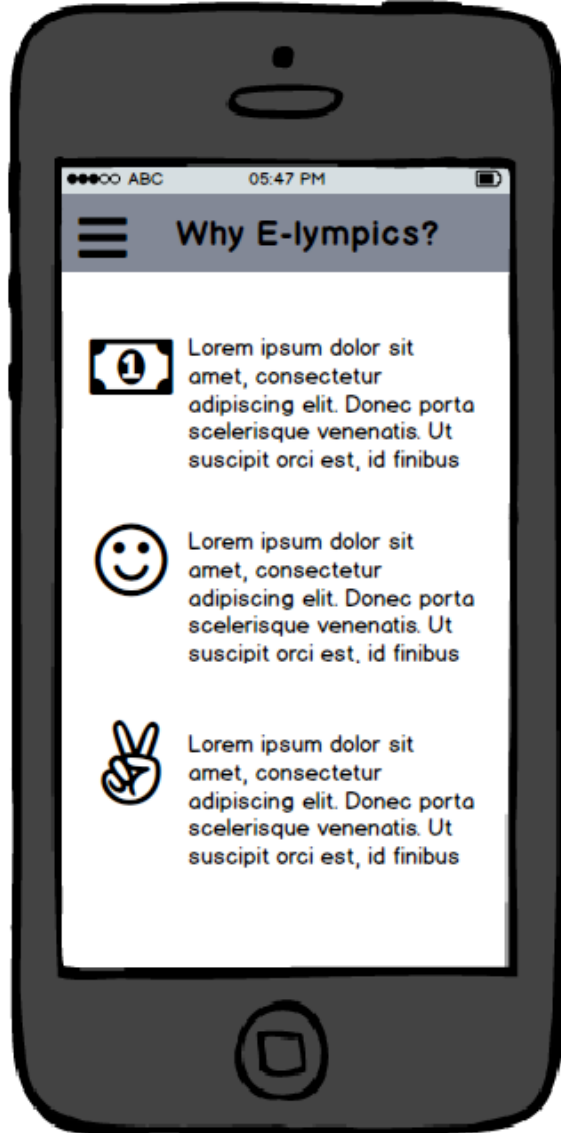 ABC 05:47 PM
Why E-lympics?
1
Lorem ipsum dolor sit
amet, consectetur
adipiscing elit. Donec porta
scelerisque venenatis. Ut
suscipit orci est, id finibus
Lorem ipsum dolor sit
amet, consectetur
adipiscing elit. Donec porta
scelerisque venenatis. Ut
suscipit orci est, id finibus
Lorem ipsum dolor sit
amet, consectetur
adipiscing elit. Donec porta
scelerisque venenatis. Ut
suscipit orci est, id finibus